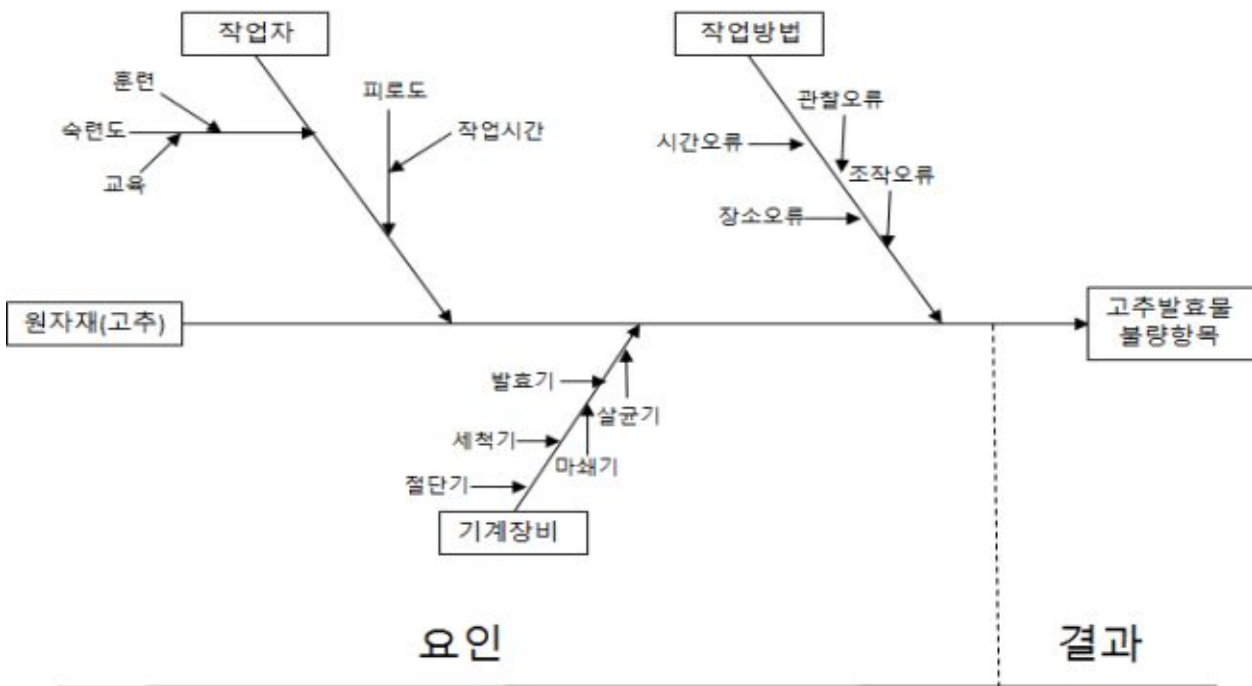 작업자
작업방법
훈련
피로도
관찰오류
숙련도
작업시간
시간오류
교육
조작오류
장소오류
원자재(고추)
고추발효물
불량항목
발효기
살균기
세척기
마쇄기
절단기
기계장비
요인
결과